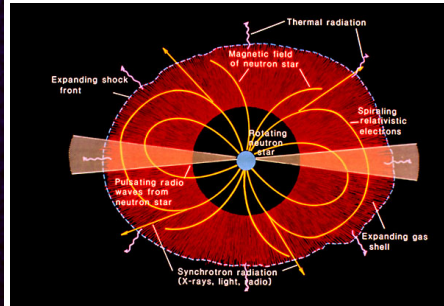 Thermal radiation
Magnetic field
of neutron star
Expanding shock
front
Spiraling
relativistic
electrons
Rotating
neutron
star
Pulsating radio
waves from
neutron star
Expanding gas
shell
Synchrotron radiation
(X-rays, light, radio)